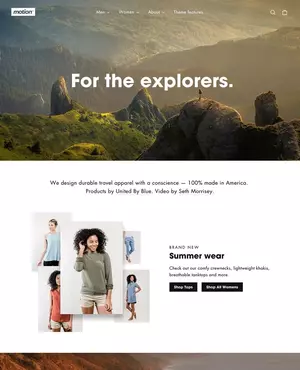 motion
Men
Women
About
Theme features
For the explorers.
We design durable travel apparel with a conscience — 100% made in America.
Products by United By Blue. Video by Seth Morrisey.
BRAND NEW
Summer wear
Check out our comfy crewnecks, lightweight khakis,
breathable tanktops and more.
Shop Tops
Shop All Womens